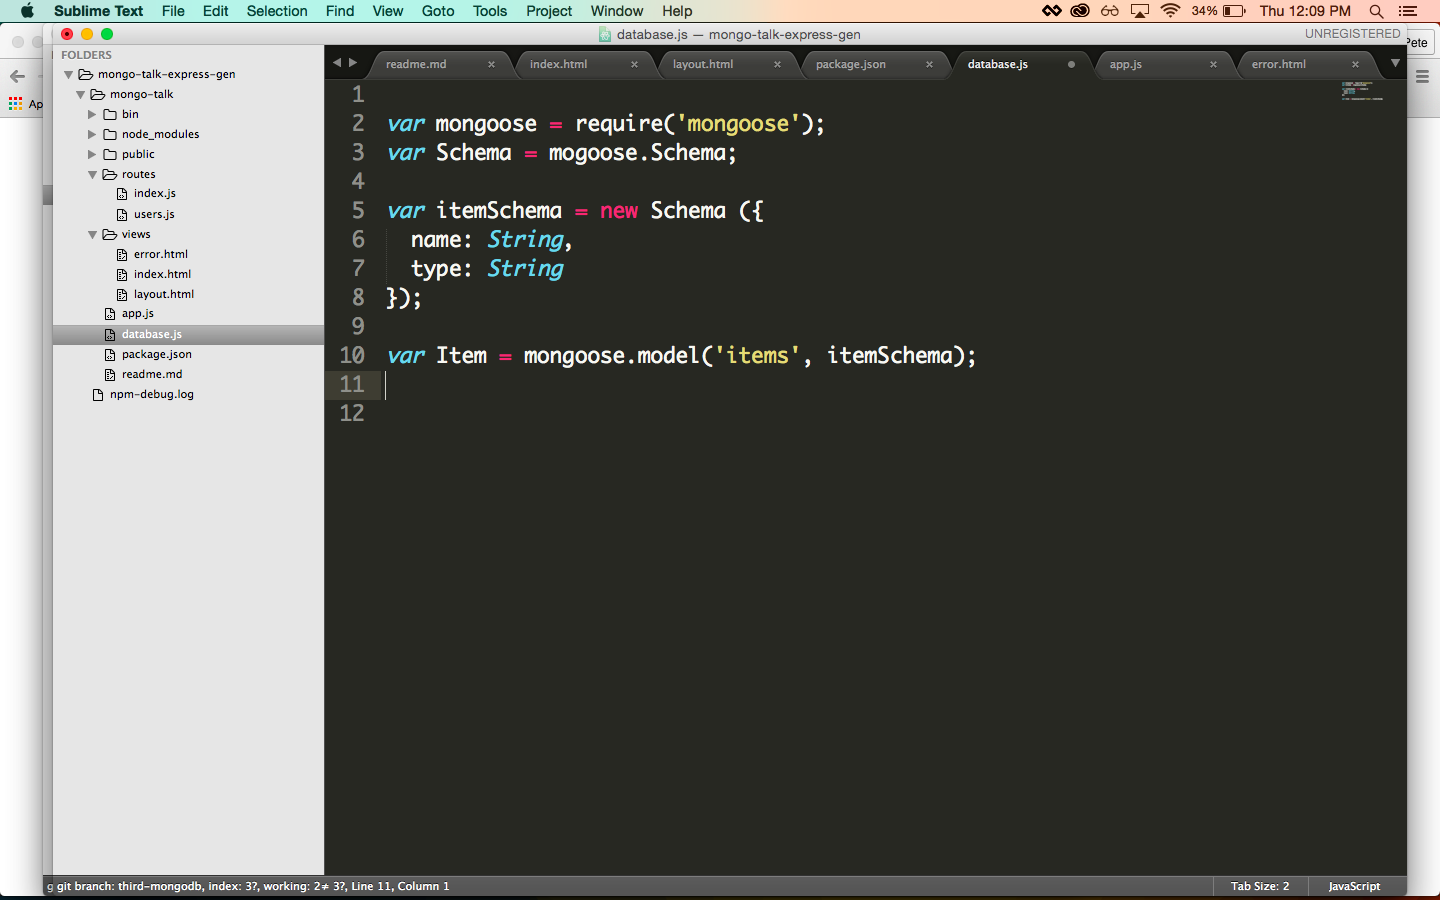 Sublime Text File Edit Selection Find View Goto Tools Project Window Help 34% Thu 12:09 PM
database.js — mongo-talk-express-gen UNREGISTERED
Pete
FOLDERS
readme.md × index.html × layout.html × package.json × database.js app.js × error.html ×
mongo-talk-express-gen
mongo-talk
bin
node_modules
public
routes
index.js
users.js
views
error.html
index.html
layout.html
app.js
database.js
package.json
readme.md
npm-debug.log
Ap
1
2 var mongoose = require('mongoose');
3 var Schema = mogoose.Schema;
4
5 var itemSchema = new Schema ({
6 name: String,
7 type: String
8 });
9
10 var Item = mongoose.model('items', itemSchema);
11
12
g git branch: third-mongodb, index: 3?, working: 2≠ 3?, Line 11, Column 1 Tab Size: 2 JavaScript